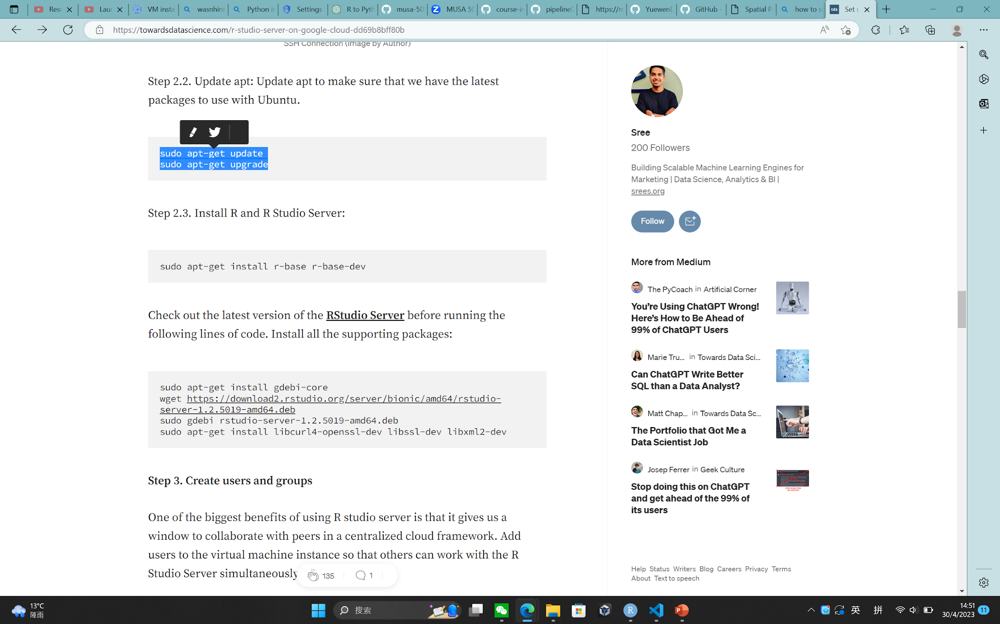 Reso
Laun
VM insta
wasnhint
Python in
Settings
R to Pyth
musa-50
MUSA 50
course-in
pipeline0
https://m
YuewenD
GitHub -
Spatial Pr
how to se
tds Set u
https://towardsdatascience.com/r-studio-server-on-google-cloud-dd69b8bff80b
SSH Connection (Image by Author)
Step 2.2. Update apt: Update apt to make sure that we have the latest
packages to use with Ubuntu.
sudo apt-get update
sudo apt-get upgrade
Step 2.3. Install R and R Studio Server:
sudo apt-get install r-base r-base-dev
Check out the latest version of the RStudio Server before running the
following lines of code. Install all the supporting packages:
sudo apt-get install gdebi-core
wget https://download2.rstudio.org/server/bionic/amd64/rstudio-
server-1.2.5019-amd64.deb
sudo gdebi rstudio-server-1.2.5019-amd64.deb
sudo apt-get install libcurl4-openssl-dev libssl-dev libxml2-dev
Step 3. Create users and groups
One of the biggest benefits of using R studio server is that it gives us a
window to collaborate with peers in a centralized cloud framework. Add
users to the virtual machine instance so that others can work with the R
Studio Server simultaneously
135
1
Sree
200 Followers
Building Scalable Machine Learning Engines for
Marketing | Data Science, Analytics & BI |
srees.org
Follow
More from Medium
The PyCoach in Artificial Corner
You're Using ChatGPT Wrong!
Here's How to Be Ahead of
99% of ChatGPT Users
Marie Tru... in Towards Data Sci...
Can ChatGPT Write Better
SQL than a Data Analyst?
Matt Chap... in Towards Data Sc...
The Portfolio that Got Me a
Data Scientist Job
Josep Ferrer in Geek Culture
STOP DOING THIS
ON CHATGPT!
Stop doing this on ChatGPT
and get ahead of the 99% of
its users
Help Status Writers Blog Careers Privacy Terms
About Text to speech
13°C
陣雨
搜索
英
拼
14:51
30/4/2023
11